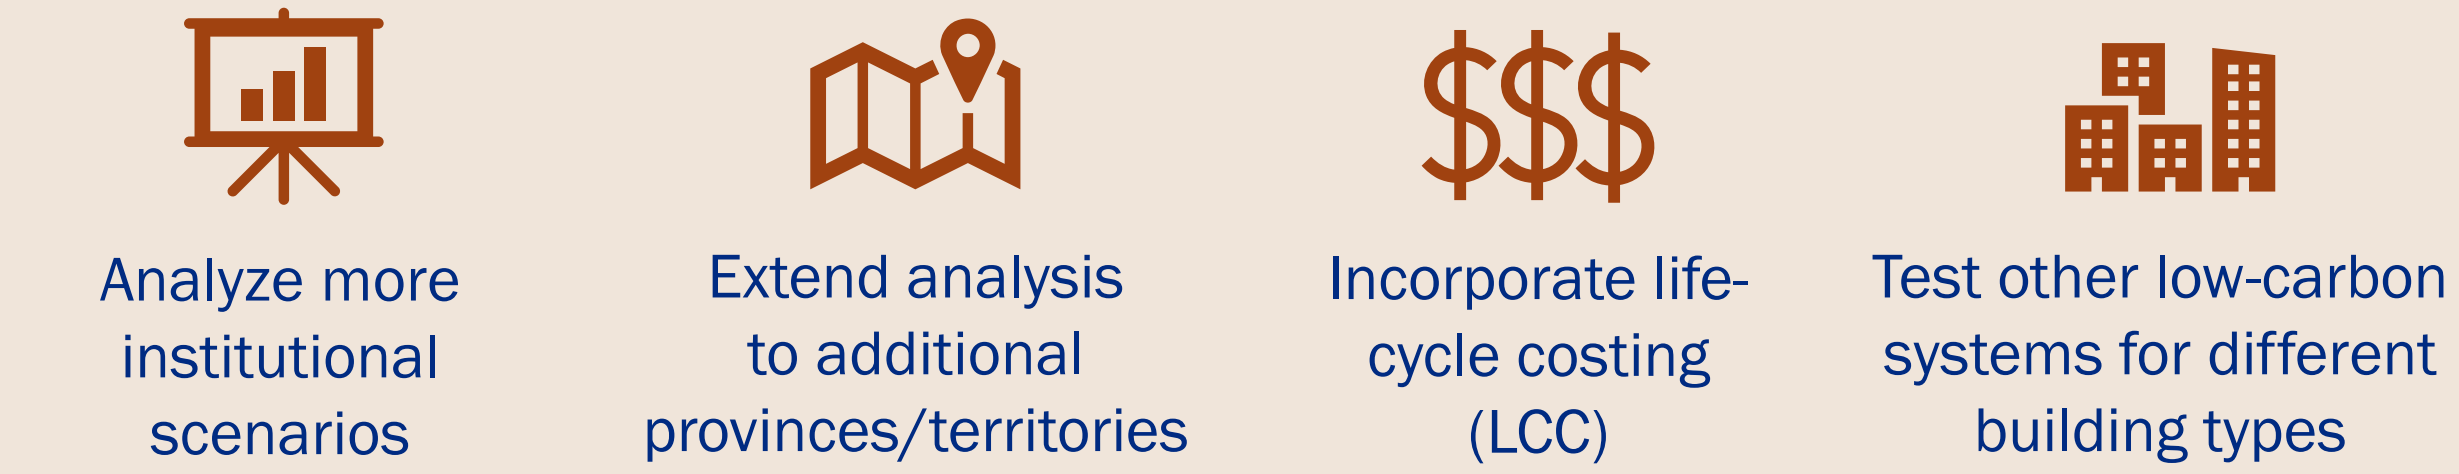 Analyze more
institutional
scenarios
Extend analysis
to additional
provinces/territories
Incorporate life-
cycle costing
(LCC)
Test other low-carbon
systems for different
building types